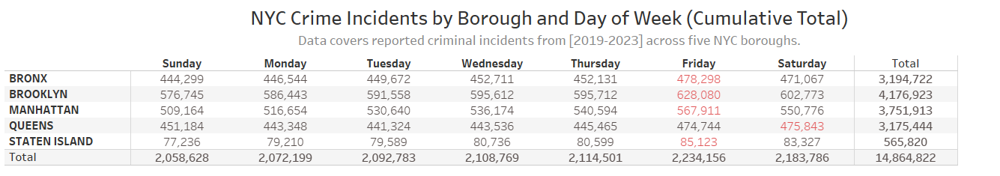 NYC Crime Incidents by Borough and Day of Week (Cumulative Total)
Data covers reported criminal incidents from [2019-2023] across five NYC boroughs.
Sunday Monday Tuesday Wednesday Thursday Friday Saturday Total
BRONX 444,299 446,544 449,672 452,711 452,131 478,298 471,067 3,194,722
BROOKLYN 576,745 586,443 591,558 595,612 595,712 628,080 602,773 4,176,923
MANHATTAN 509,164 516,654 530,640 536,174 540,594 567,911 550,776 3,751,913
QUEENS 451,184 443,348 441,324 443,536 445,465 474,744 475,843 3,175,444
STATEN ISLAND 77,236 79,210 79,589 80,736 80,599 85,123 83,327 565,820
Total 2,058,628 2,072,199 2,092,783 2,108,769 2,114,501 2,234,156 2,183,786 14,864,822